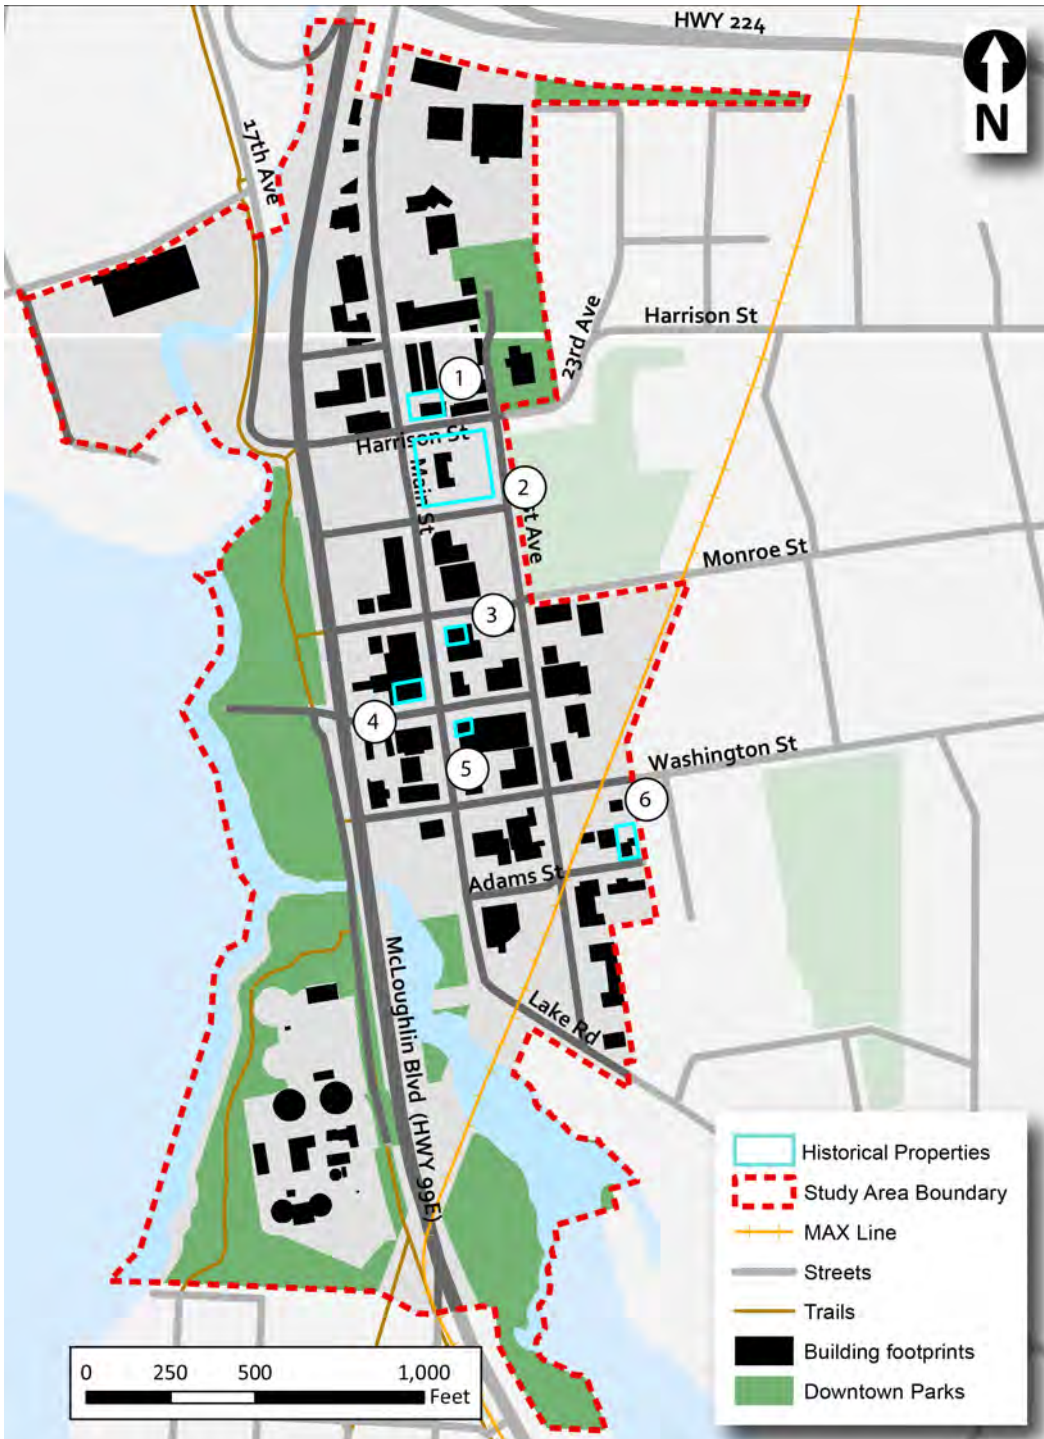 HWY 224
N
17th Ave
23rd Ave
Harrison St
1
Harrison St
Main St
2
st Ave
Monroe St
3
4
5
Washington St
6
Adams St
McLoughlin Blvd (HWY 99E)
Lake Rd
Historical Properties
Study Area Boundary
MAX Line
Streets
Trails
Building footprints
Downtown Parks
0 250 500 1,000
Feet